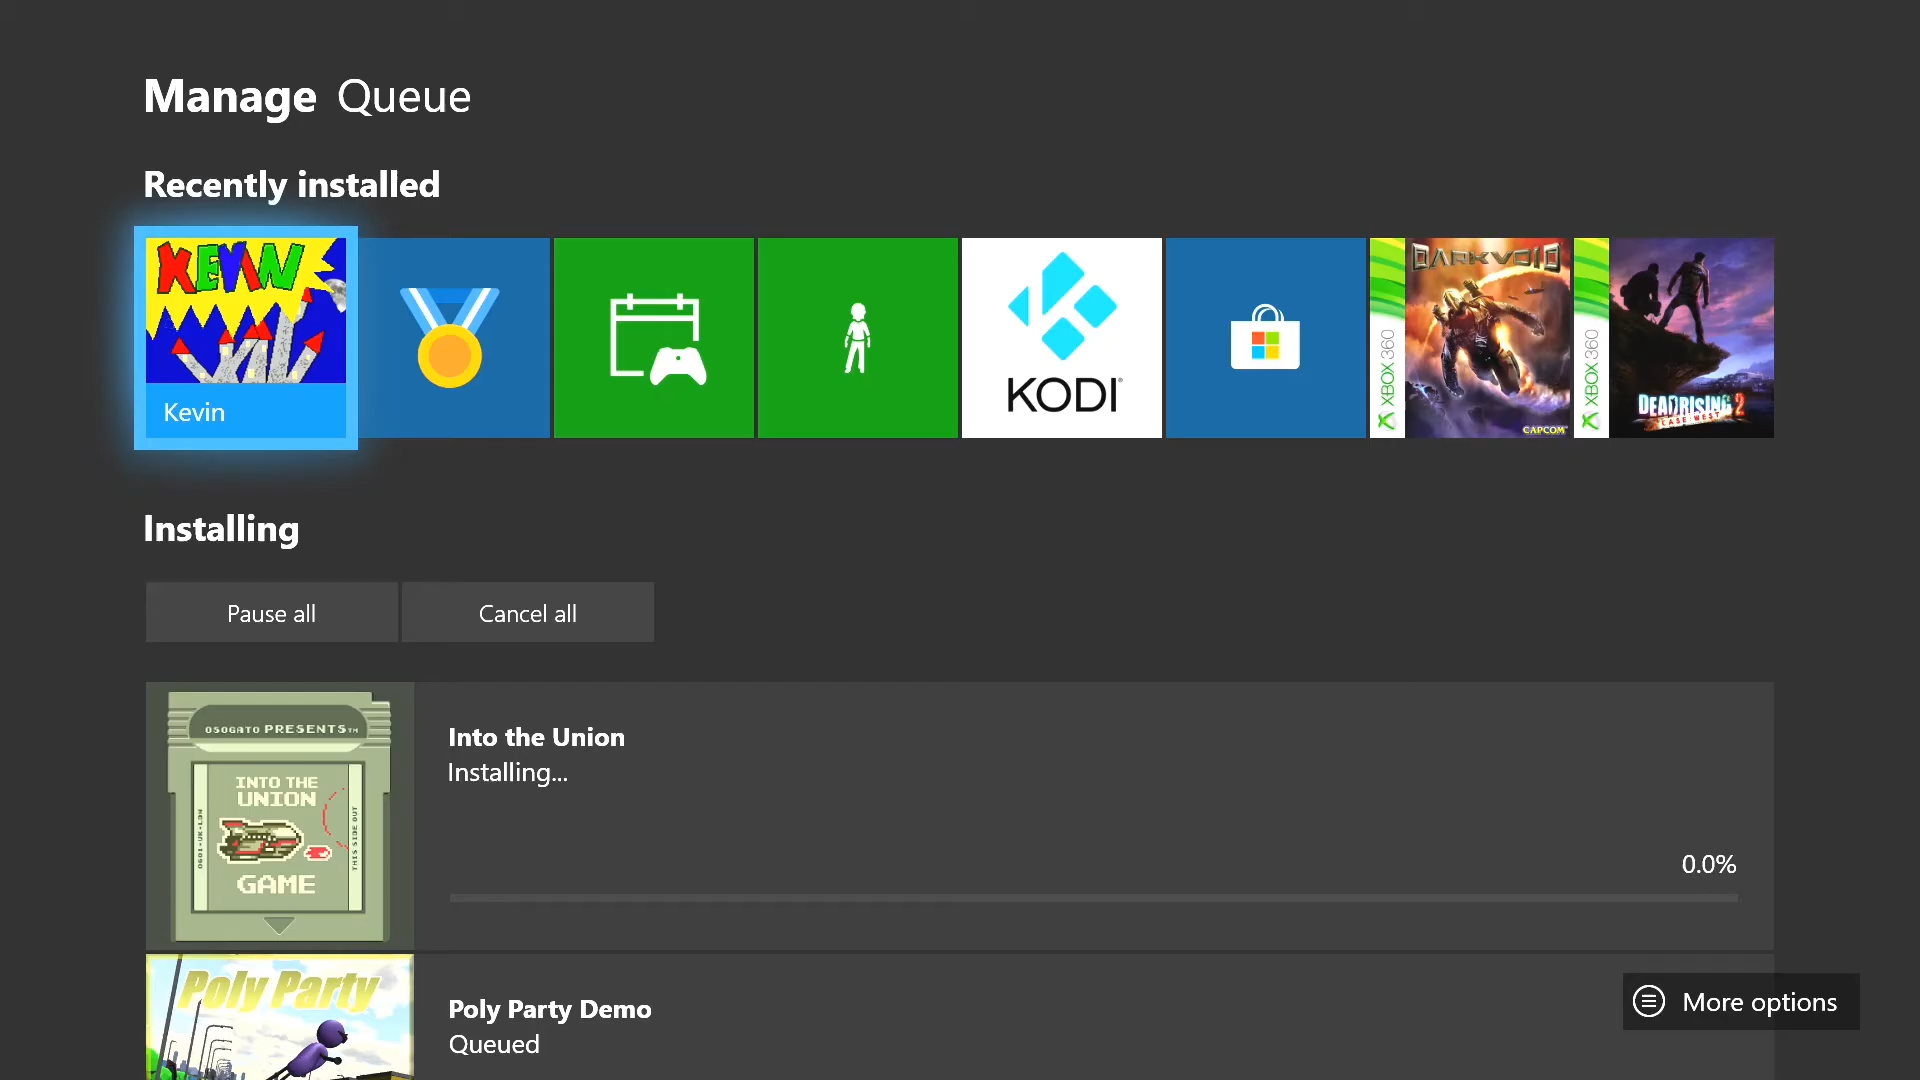 Manage Queue
Recently installed
KEVIN
Kevin
KODI
XBOX 360
DARKVOID
CAPCOM
XBOX 360
DEADRISING 2
CASE WEST
Installing
Pause all
Cancel all
OSOGATO PRESENTS™
INTO THE
UNION
GAME
THIS SIDE OUT
Into the Union
Installing...
0.0%
Poly Party
Poly Party Demo
Queued
More options